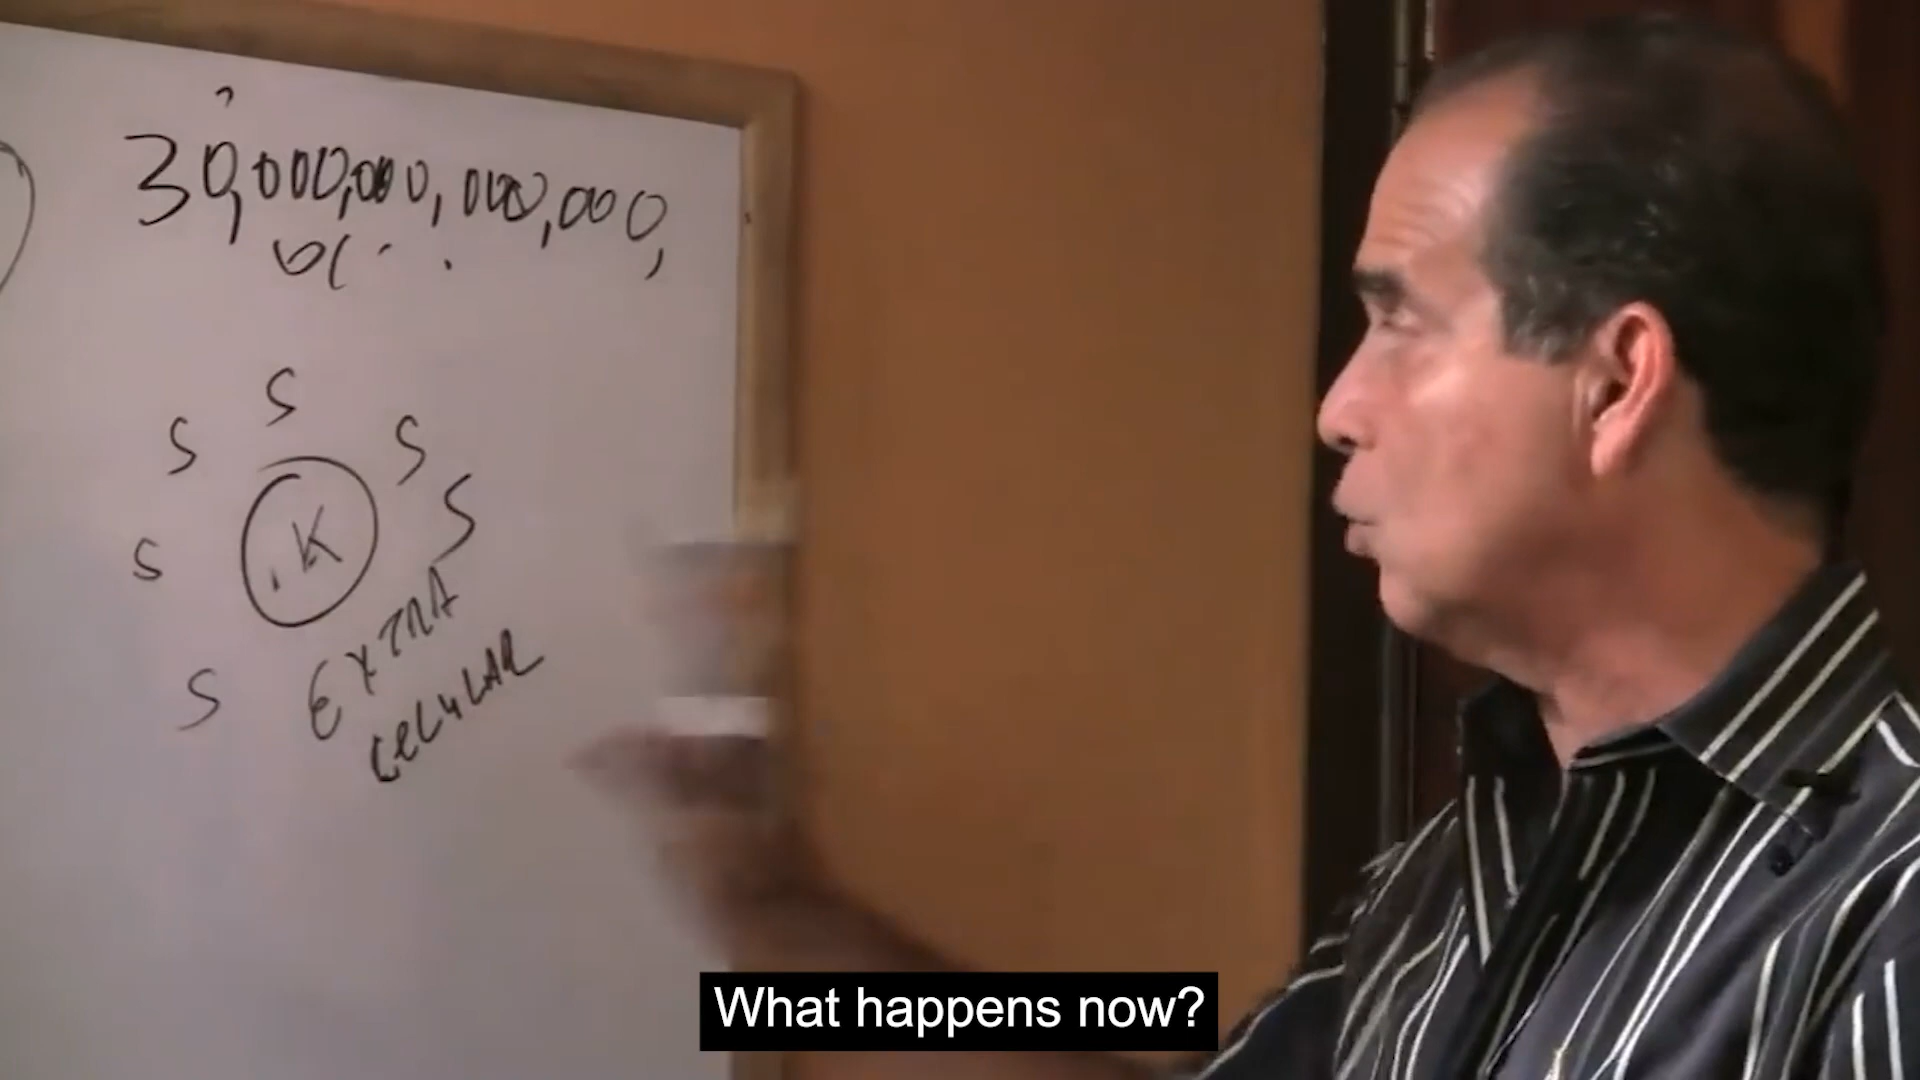 30,000,000,000,000,
S
S S
S
S .K
EXTRA
S
CELULAR
What happens now?